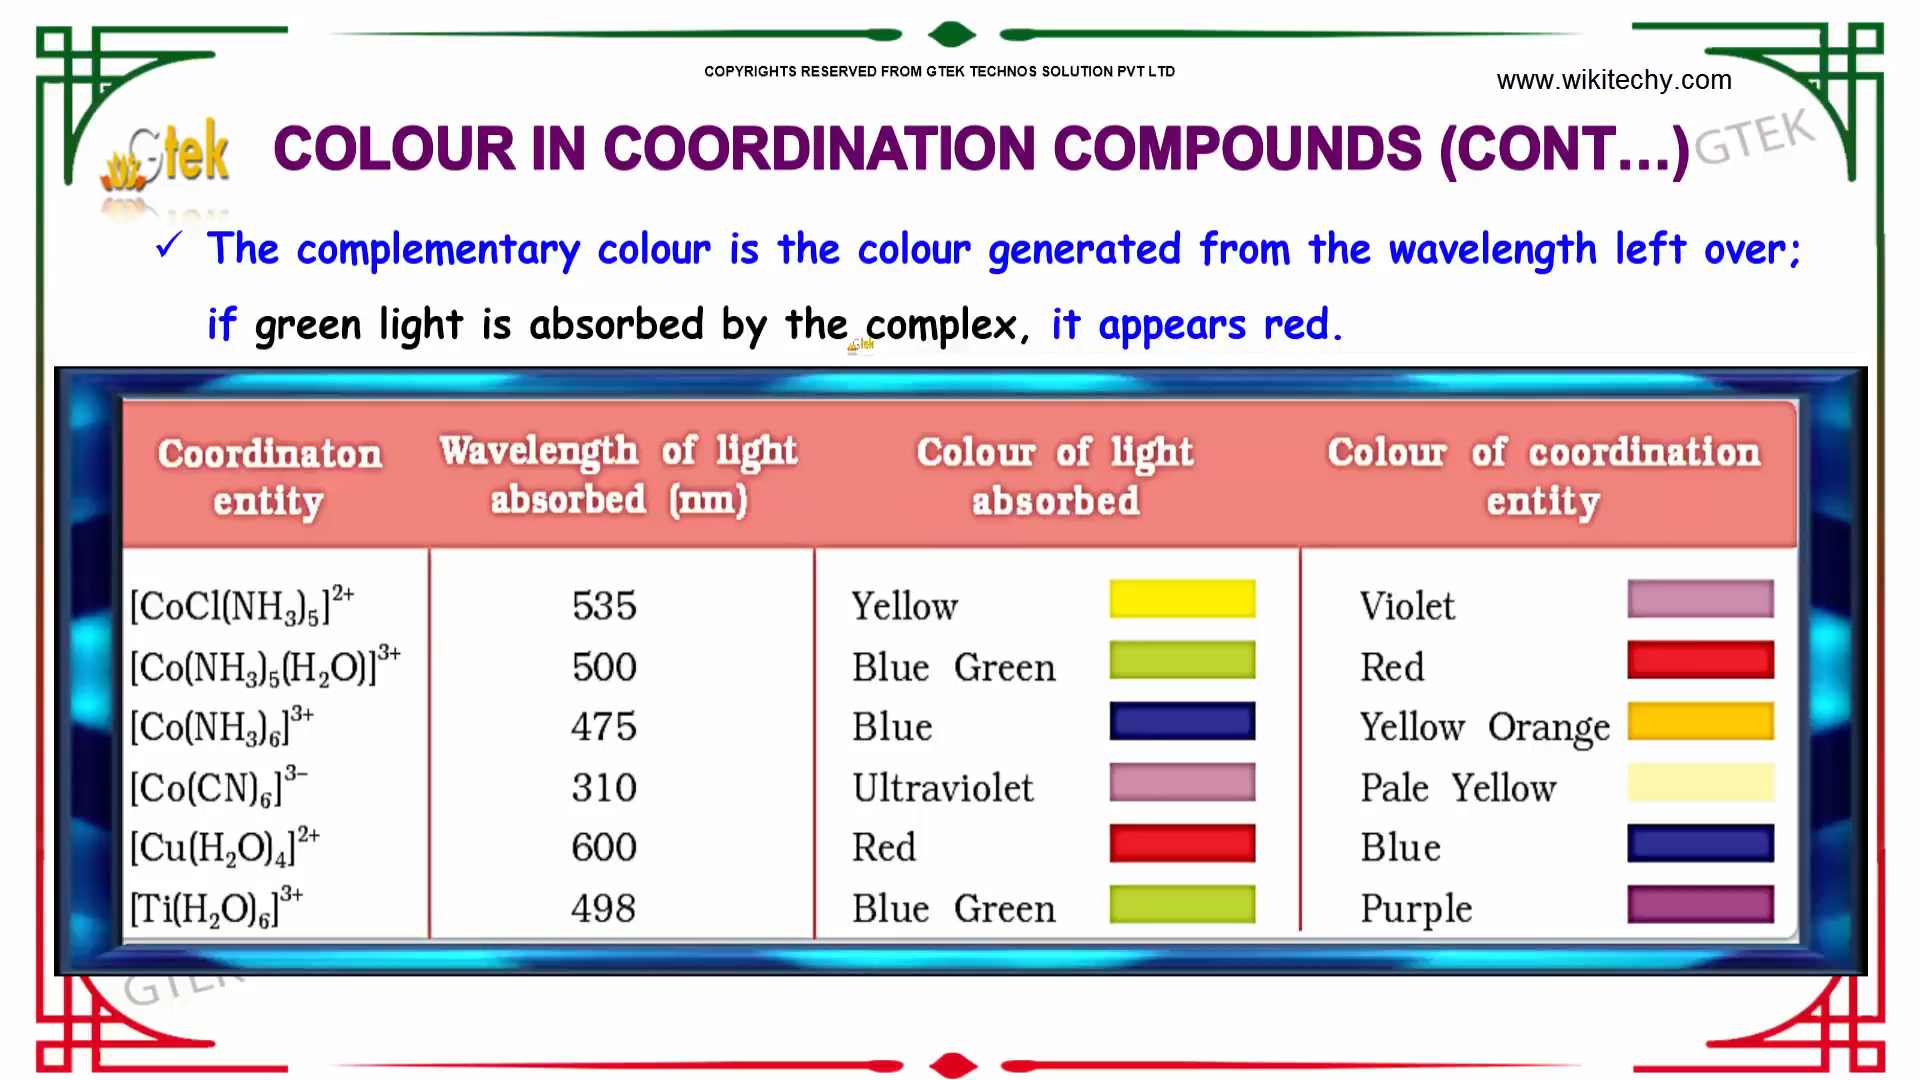 COPYRIGHTS RESERVED FROM GTEK TECHNOS SOLUTION PVT LTD
www.wikitechy.com
Gtek
COLOUR IN COORDINATION COMPOUNDS (CONT...)
GTEK
✓ The complementary colour is the colour generated from the wavelength left over;
if green light is absorbed by the complex, it appears red.
Gtek
Coordinaton entity Wavelength of light absorbed (nm) Colour of light absorbed Colour of coordination entity
[CoCl(NH₃)₅]²⁺ 535 Yellow Violet
[Co(NH₃)₅(H₂O)]³⁺ 500 Blue Green Red
[Co(NH₃)₆]³⁺ 475 Blue Yellow Orange
[Co(CN)₆]³⁻ 310 Ultraviolet Pale Yellow
[Cu(H₂O)₄]²⁺ 600 Red Blue
[Ti(H₂O)₆]³⁺ 498 Blue Green Purple
GTEK